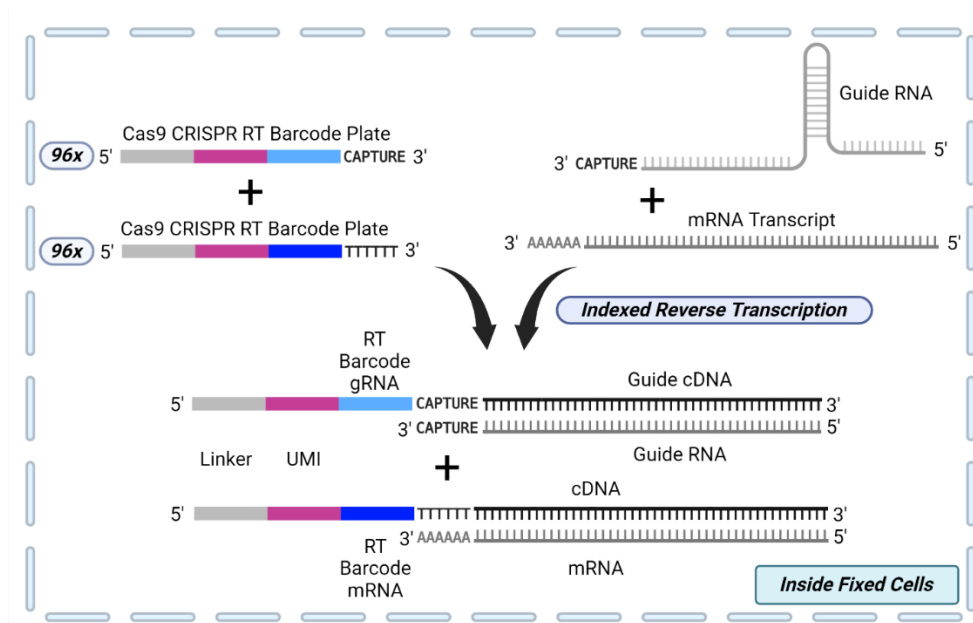 Guide RNA
Cas9 CRISPR RT Barcode Plate
96x 5' CAPTURE 3'
3' CAPTURE 5'
+
+
mRNA Transcript
Cas9 CRISPR RT Barcode Plate
96x 5' TTTTTT 3'
3' AAAAAA 5'
Indexed Reverse Transcription
RT
Barcode
gRNA
Guide cDNA
5' CAPTURE 3'
3' CAPTURE 5'
Linker
UMI
+
Guide RNA
cDNA
5' TTTTTT 3'
3' AAAAAA 5'
RT
Barcode
mRNA
mRNA
Inside Fixed Cells